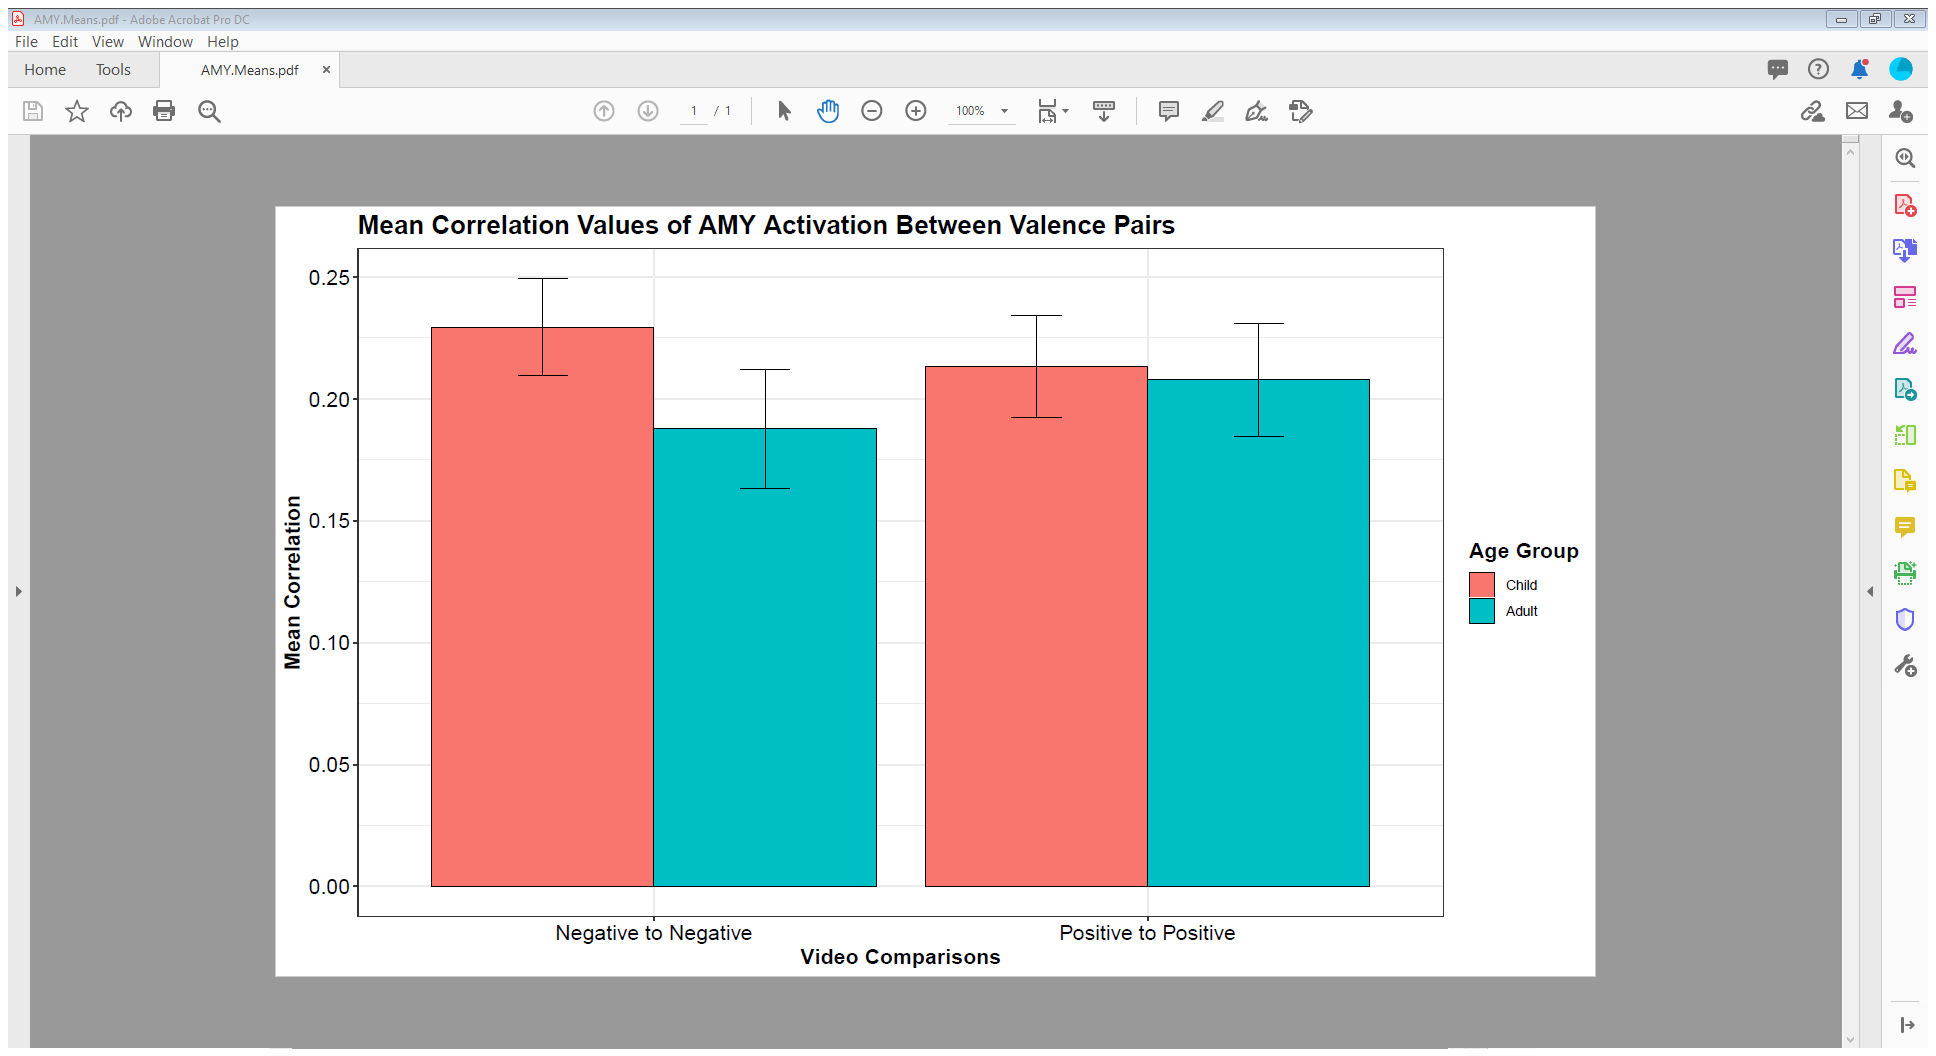 AMY.Means.pdf - Adobe Acrobat Pro DC
File Edit View Window Help
Home Tools AMY.Means.pdf ×
1 / 1 100%
Mean Correlation Values of AMY Activation Between Valence Pairs
0.25
0.20
0.15
0.10
0.05
0.00
Mean Correlation
Negative to Negative Positive to Positive
Video Comparisons
Age Group
Child
Adult